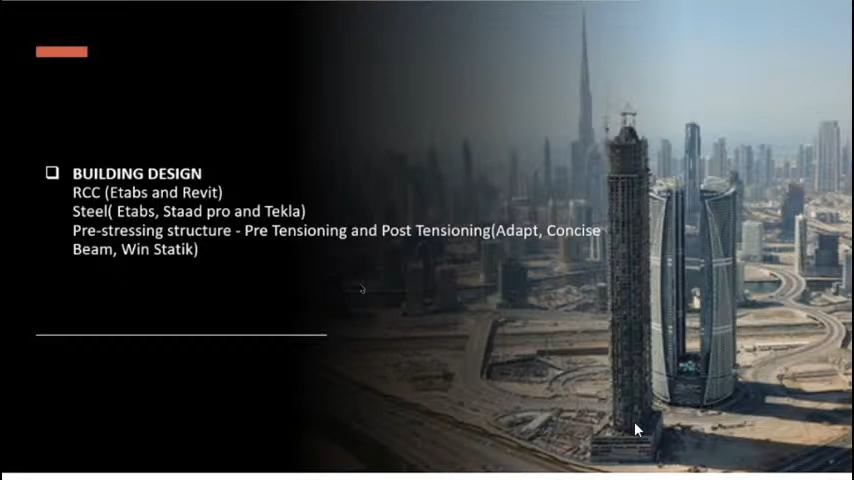 BUILDING DESIGN
RCC (Etabs and Revit)
Steel( Etabs, Staad pro and Tekla)
Pre-stressing structure - Pre Tensioning and Post Tensioning(Adapt, Concise
Beam, Win Statik)